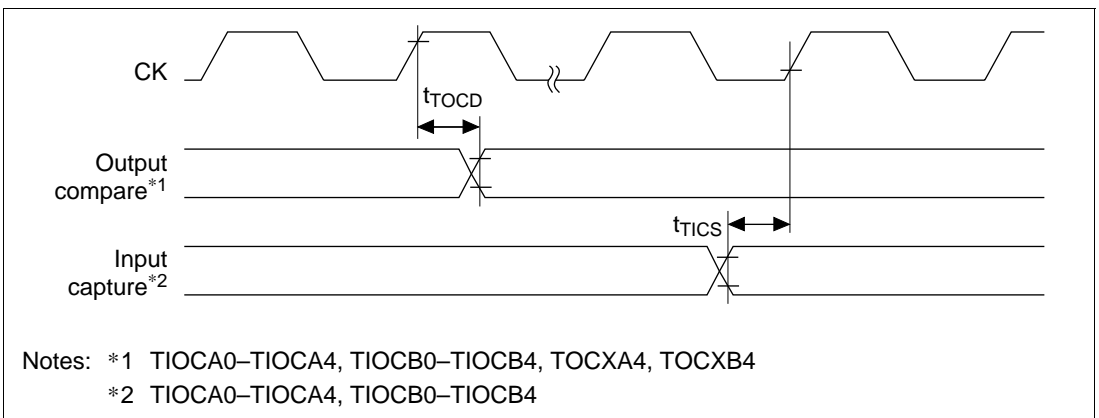 CK
tTOCD
Output
compare*1
tTICS
Input
capture*2
Notes: *1 TIOCA0–TIOCA4, TIOCB0–TIOCB4, TOCXA4, TOCXB4
*2 TIOCA0–TIOCA4, TIOCB0–TIOCB4